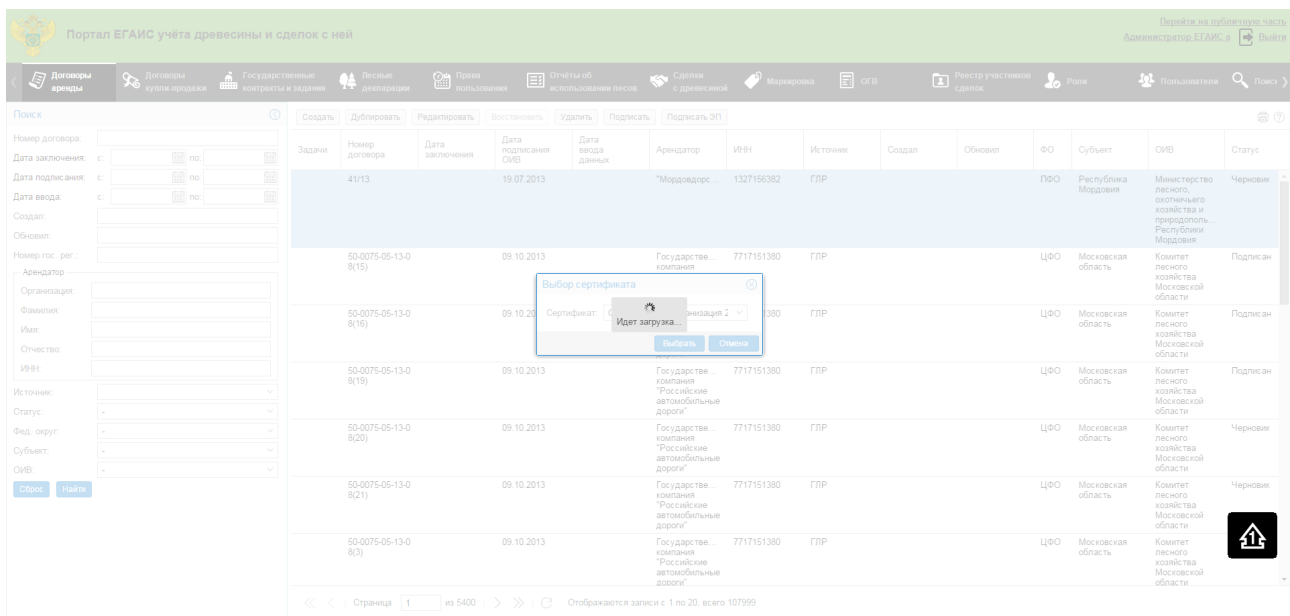 Портал ЕГАИС учёта древесины и сделок с ней
Перейти на публичную часть
Администратор ЕГАИС в
Выйти
Договоры
аренды
Договоры
купли продажи
Государственные
контракты и задания
Лесные
декларации
Права
пользования
Отчёты об
использовании лесов
Сделки
с древесиной
Маркировка
ОГВ
Реестр участников
сделок
Роли
Пользователи
Поиск
Поиск
Номер договора:
Дата заключения: с: по:
Дата подписания: с: по:
Дата ввода: с: по:
Создал:
Обновил:
Номер гос. рег.:
Арендатор
Организация:
Фамилия:
Имя:
Отчество:
ИНН:
Источник:
Статус: -
Фед. округ: -
Субъект: -
ОИВ: -
Сброс Найти
Создать Дублировать Редактировать Восстановить Удалить Подписать Подписать ЭП
Задачи
Номер
договора
Дата
заключения
Дата
подписания
ОИВ
Дата
ввода
данных
Арендатор
ИНН
Источник
Создал
Обновил
ФО
Субъект
ОИВ
Статус
41/13
19.07.2013
"Мордовдорс...
1327156382
ГЛР
ПФО
Республика
Мордовия
Министерство
лесного,
охотничьего
хозяйства и
природополь...
Республики
Мордовия
Черновик
50-0075-05-13-0
8(15)
09.10.2013
Государстве...
компания
7717151380
ГЛР
ЦФО
Московская
область
Комитет
лесного
хозяйства
Московской
области
Подписан
50-0075-05-13-0
8(16)
09.10.20
380
ГЛР
ЦФО
Московская
область
Комитет
лесного
хозяйства
Московской
области
Подписан
Выбор сертификата
Сертификат:
анизация 2
Идет загрузка...
Выбрать Отмена
50-0075-05-13-0
8(19)
09.10.2013
Государстве...
компания
"Российские
автомобильные
дороги"
7717151380
ГЛР
ЦФО
Московская
область
Комитет
лесного
хозяйства
Московской
области
Подписан
50-0075-05-13-0
8(20)
09.10.2013
Государстве...
компания
"Российские
автомобильные
дороги"
7717151380
ГЛР
ЦФО
Московская
область
Комитет
лесного
хозяйства
Московской
области
Черновик
50-0075-05-13-0
8(21)
09.10.2013
Государстве...
компания
"Российские
автомобильные
дороги"
7717151380
ГЛР
ЦФО
Московская
область
Комитет
лесного
хозяйства
Московской
области
Черновик
50-0075-05-13-0
8(3)
09.10.2013
Государстве...
компания
"Российские
автомобильные
дороги"
7717151380
ГЛР
ЦФО
Московская
область
Комитет
лесного
хозяйства
Московской
области
1
Страница 1 из 5400
Отображаются записи с 1 по 20, всего 107999